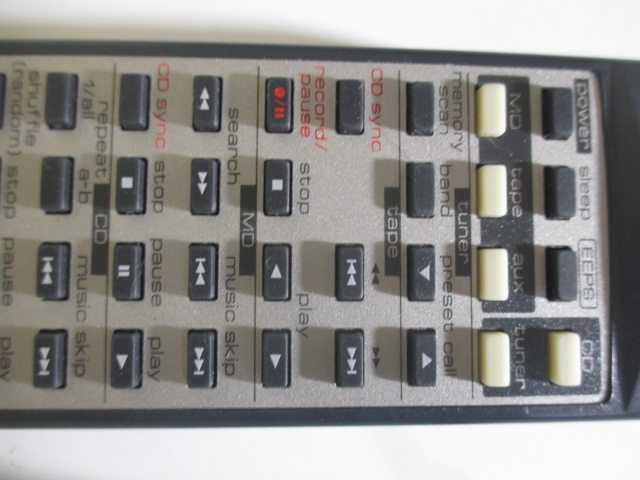 power sleep EEPS CD
MD tape aux tuner
tuner
memory
scan band preset call
tape
CD sync
record/
pause stop play
MD
search music skip
CD sync stop pause play
CD
repeat
1/all a-b music skip
shuffle
(random) stop pause play